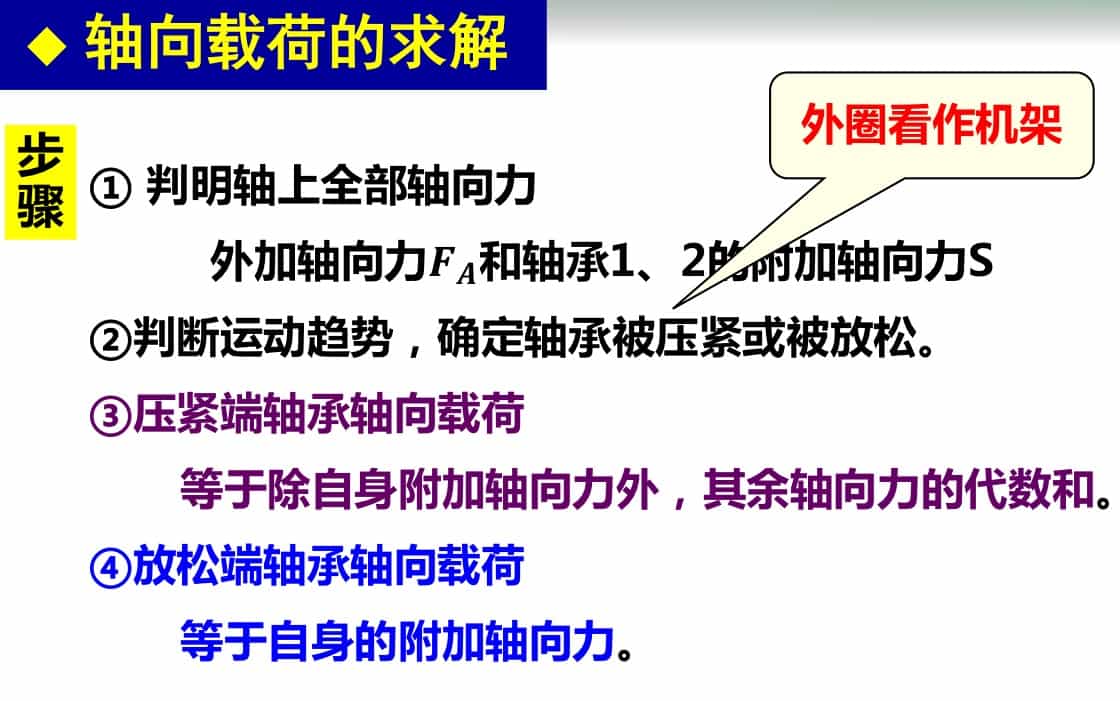 ◆ 轴向载荷的求解
外圈看作机架
步骤
① 判明轴上全部轴向力
外加轴向力F_A和轴承1、2的附加轴向力S
②判断运动趋势，确定轴承被压紧或被放松。
③压紧端轴承轴向载荷
等于除自身附加轴向力外，其余轴向力的代数和。
④放松端轴承轴向载荷
等于自身的附加轴向力。